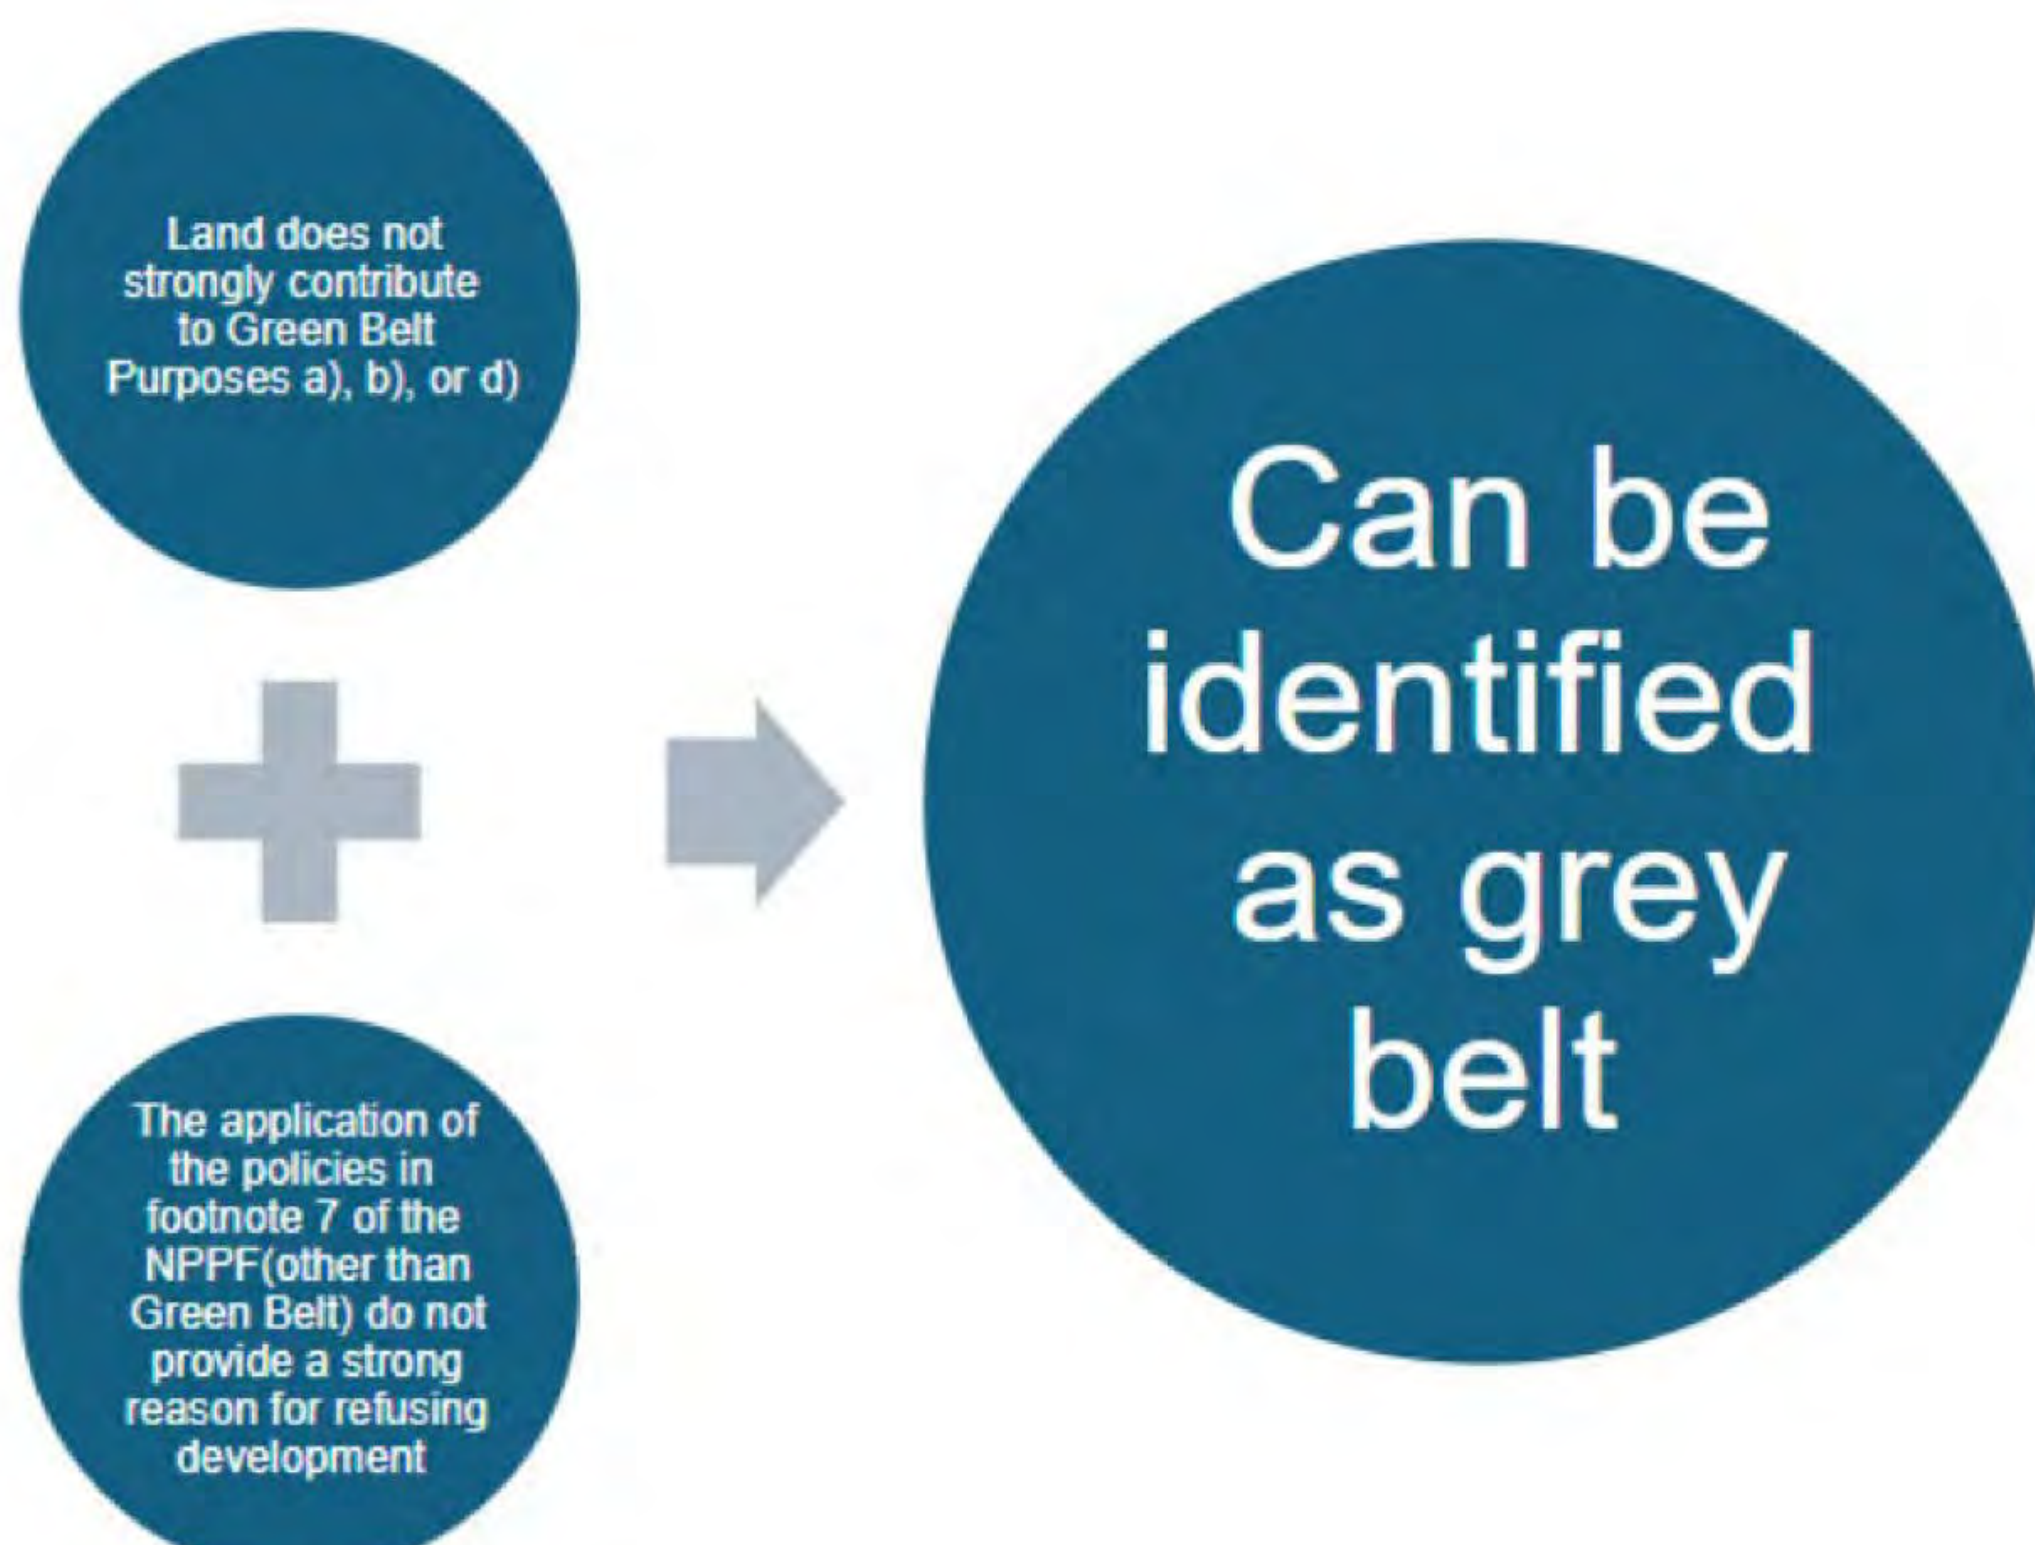 Land does not
strongly contribute
to Green Belt
Purposes a), b), or d)
The application of
the policies in
footnote 7 of the
NPPF(other than
Green Belt) do not
provide a strong
reason for refusing
development
Can be
identified
as grey
belt